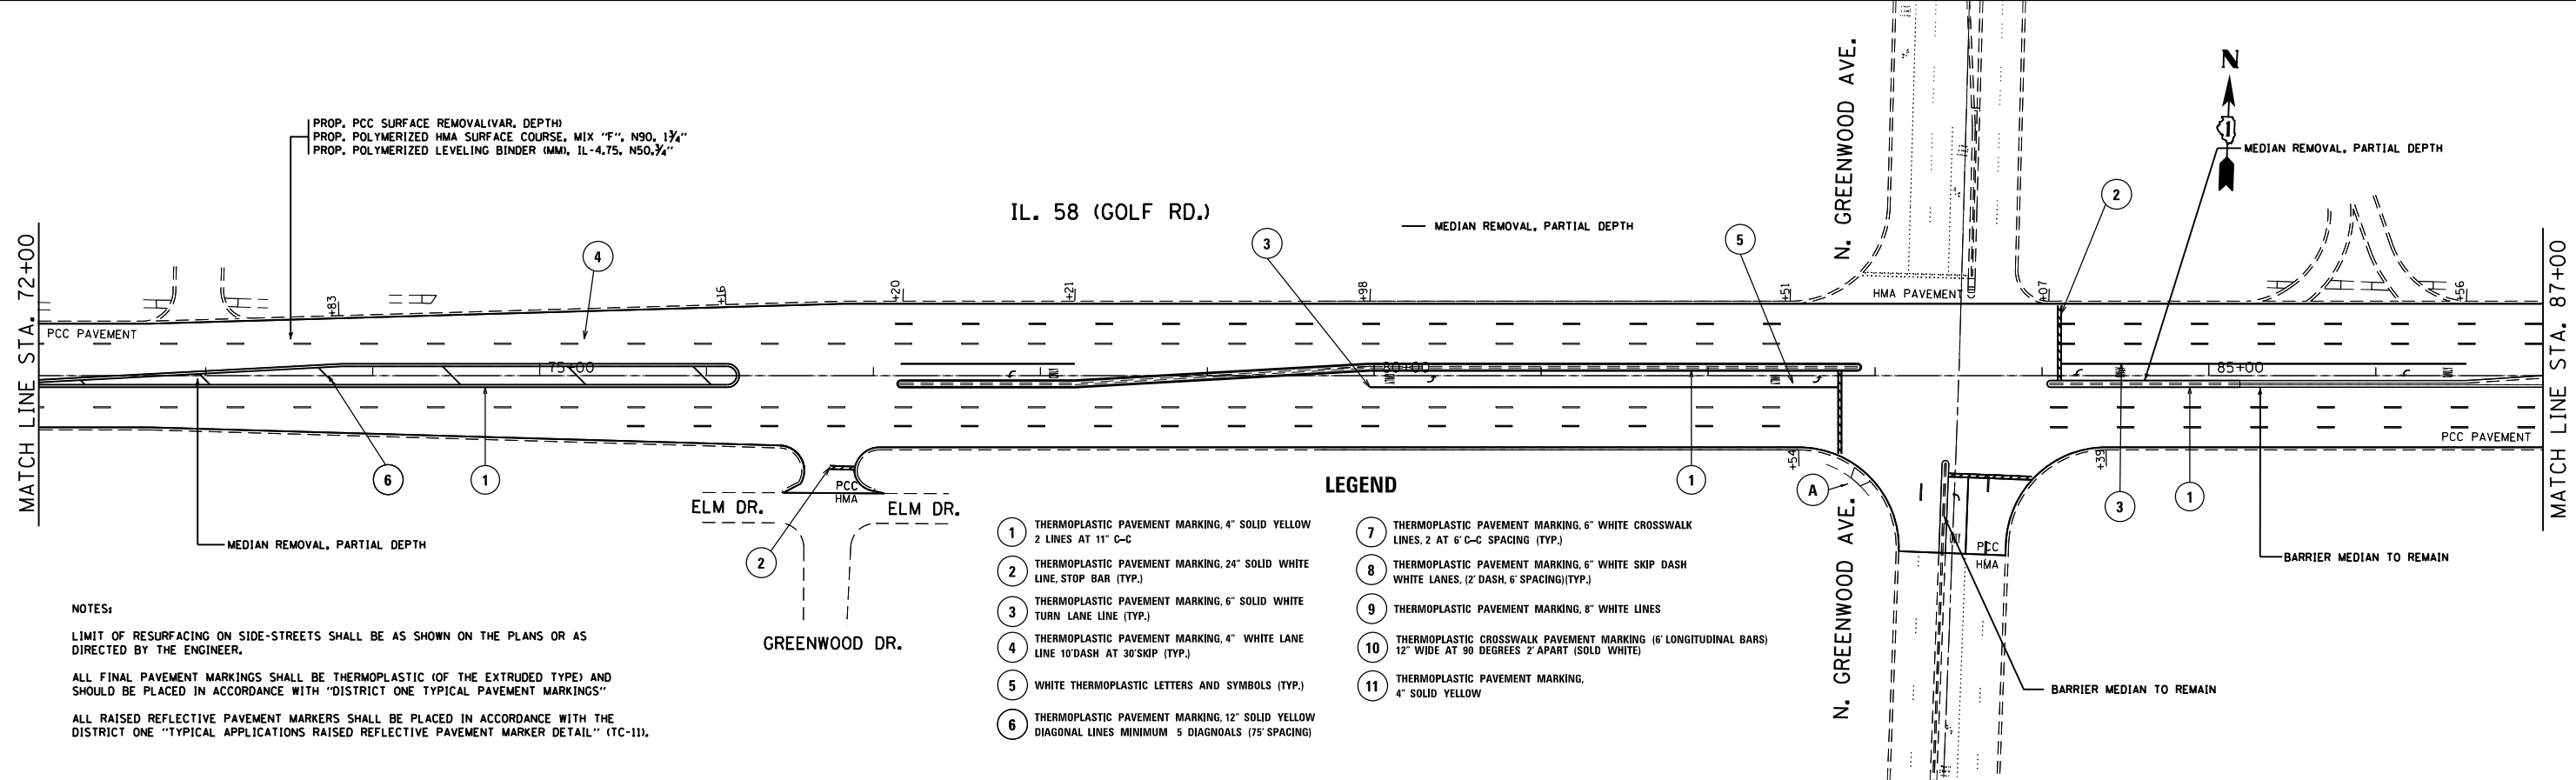 PROP. PCC SURFACE REMOVAL(VAR. DEPTH)
PROP. POLYMERIZED HMA SURFACE COURSE, MIX "F", N90, 1¾"
PROP. POLYMERIZED LEVELING BINDER (MM), IL-4.75, N50,¾"
IL. 58 (GOLF RD.)
MEDIAN REMOVAL, PARTIAL DEPTH
N. GREENWOOD AVE.
N
1
MEDIAN REMOVAL, PARTIAL DEPTH
2
3
4
5
MATCH LINE STA. 72+00
MATCH LINE STA. 87+00
+83
+16
+20
+21
+98
+51
+07
+56
HMA PAVEMENT
PCC PAVEMENT
75+00
80+00
85+00
ONLY
ONLY
ONLY
ONLY
ONLY
PCC PAVEMENT
+54
+39
6
1
1
A
3
1
PCC
HMA
ELM DR.
ELM DR.
2
GREENWOOD DR.
MEDIAN REMOVAL, PARTIAL DEPTH
N. GREENWOOD AVE.
PCC
HMA
BARRIER MEDIAN TO REMAIN
BARRIER MEDIAN TO REMAIN
NOTES:
LIMIT OF RESURFACING ON SIDE-STREETS SHALL BE AS SHOWN ON THE PLANS OR AS
DIRECTED BY THE ENGINEER.
ALL FINAL PAVEMENT MARKINGS SHALL BE THERMOPLASTIC (OF THE EXTRUDED TYPE) AND
SHOULD BE PLACED IN ACCORDANCE WITH "DISTRICT ONE TYPICAL PAVEMENT MARKINGS"
ALL RAISED REFLECTIVE PAVEMENT MARKERS SHALL BE PLACED IN ACCORDANCE WITH THE
DISTRICT ONE "TYPICAL APPLICATIONS RAISED REFLECTIVE PAVEMENT MARKER DETAIL" (TC-11).
LEGEND
1 THERMOPLASTIC PAVEMENT MARKING, 4" SOLID YELLOW
2 LINES AT 11" C-C
2 THERMOPLASTIC PAVEMENT MARKING, 24" SOLID WHITE
LINE, STOP BAR (TYP.)
3 THERMOPLASTIC PAVEMENT MARKING, 6" SOLID WHITE
TURN LANE LINE (TYP.)
4 THERMOPLASTIC PAVEMENT MARKING, 4" WHITE LANE
LINE 10'DASH AT 30'SKIP (TYP.)
5 WHITE THERMOPLASTIC LETTERS AND SYMBOLS (TYP.)
6 THERMOPLASTIC PAVEMENT MARKING, 12" SOLID YELLOW
DIAGONAL LINES MINIMUM 5 DIAGNOALS (75' SPACING)
7 THERMOPLASTIC PAVEMENT MARKING, 6" WHITE CROSSWALK
LINES, 2 AT 6' C-C SPACING (TYP.)
8 THERMOPLASTIC PAVEMENT MARKING, 6" WHITE SKIP DASH
WHITE LANES, (2' DASH, 6' SPACING)(TYP.)
9 THERMOPLASTIC PAVEMENT MARKING, 8" WHITE LINES
10 THERMOPLASTIC CROSSWALK PAVEMENT MARKING (6' LONGITUDINAL BARS)
12" WIDE AT 90 DEGREES 2' APART (SOLD WHITE)
11 THERMOPLASTIC PAVEMENT MARKING,
4" SOLID YELLOW